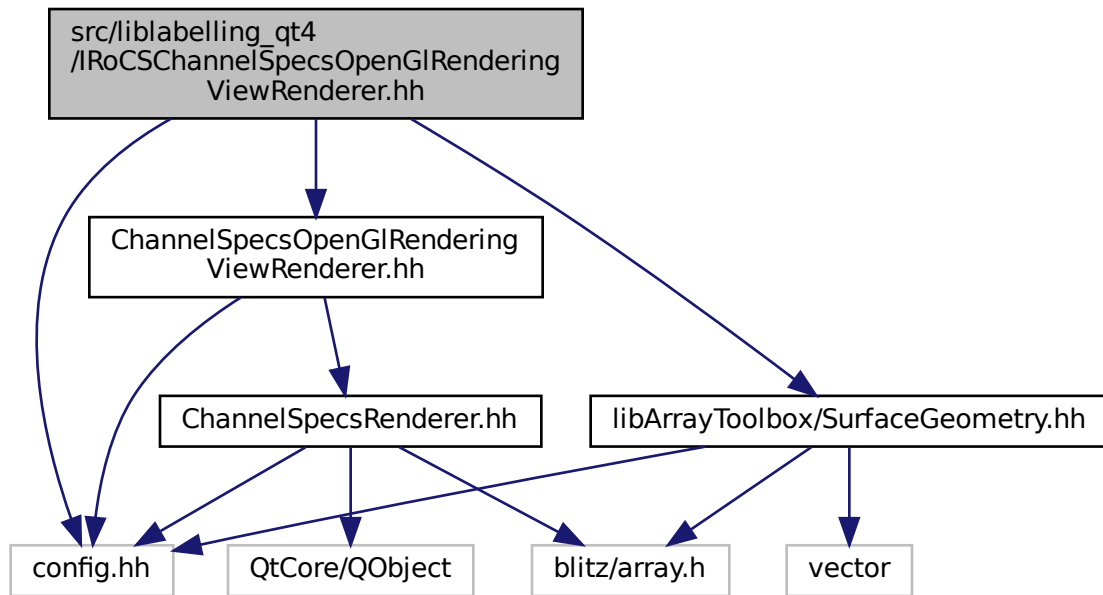 src/liblabelling_qt4
/IRoCSChannelSpecsOpenGlRendering
ViewRenderer.hh
ChannelSpecsOpenGlRendering
ViewRenderer.hh
ChannelSpecsRenderer.hh
libArrayToolbox/SurfaceGeometry.hh
config.hh
QtCore/QObject
blitz/array.h
vector